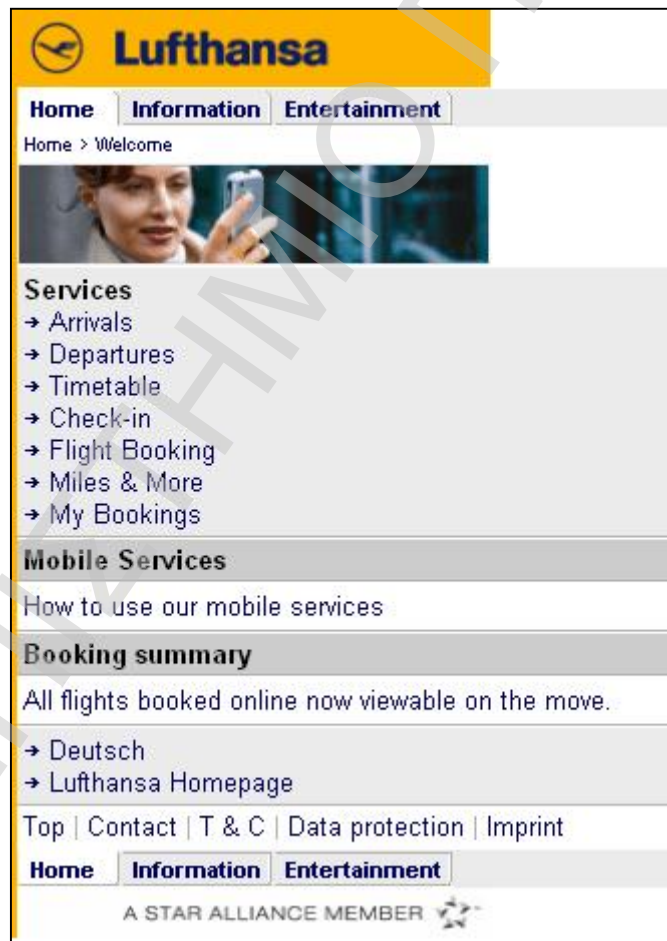 Lufthansa
Home Information Entertainment
Home > Welcome
Services
→ Arrivals
→ Departures
→ Timetable
→ Check-in
→ Flight Booking
→ Miles & More
→ My Bookings
Mobile Services
How to use our mobile services
Booking summary
All flights booked online now viewable on the move.
→ Deutsch
→ Lufthansa Homepage
Top | Contact | T & C | Data protection | Imprint
Home Information Entertainment
A STAR ALLIANCE MEMBER